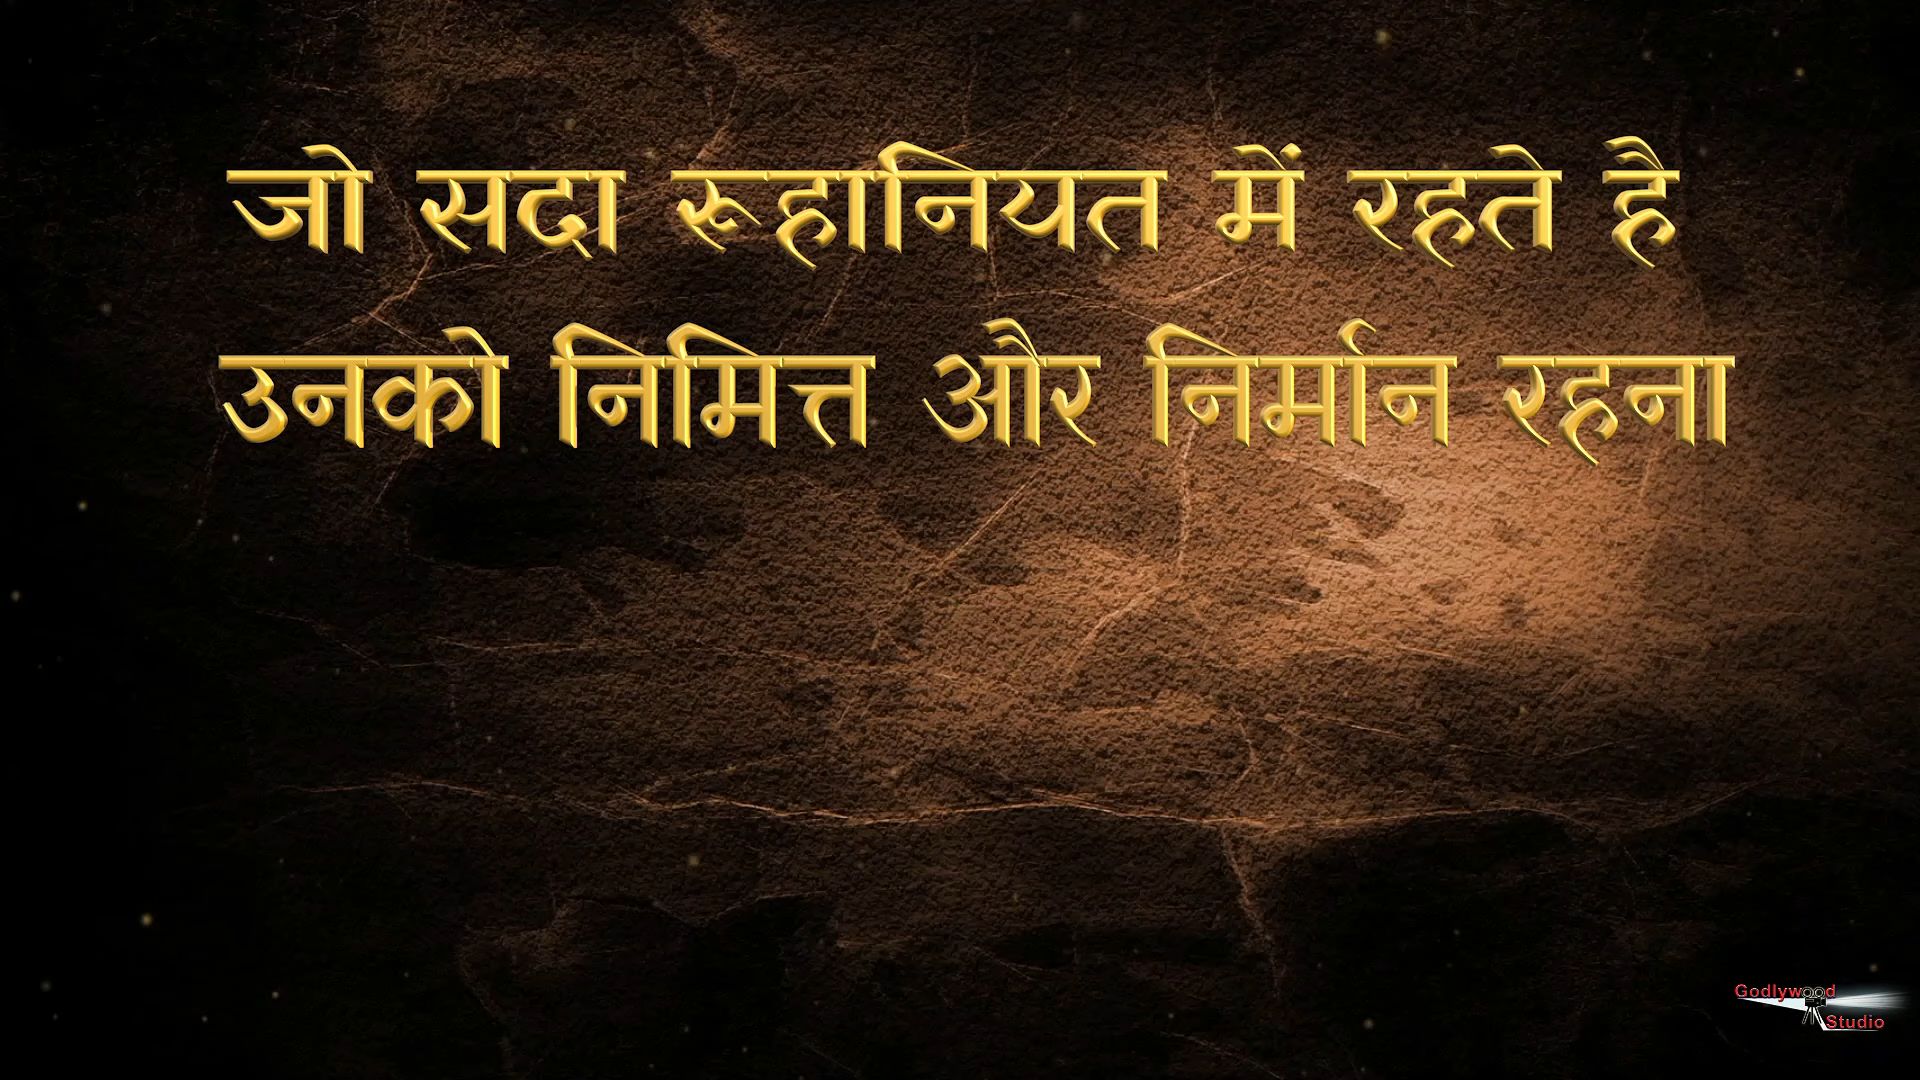 जो सदा रूहानियत में रहते है
उनको निमित्त और निर्मान रहना
Godlywood
Studio